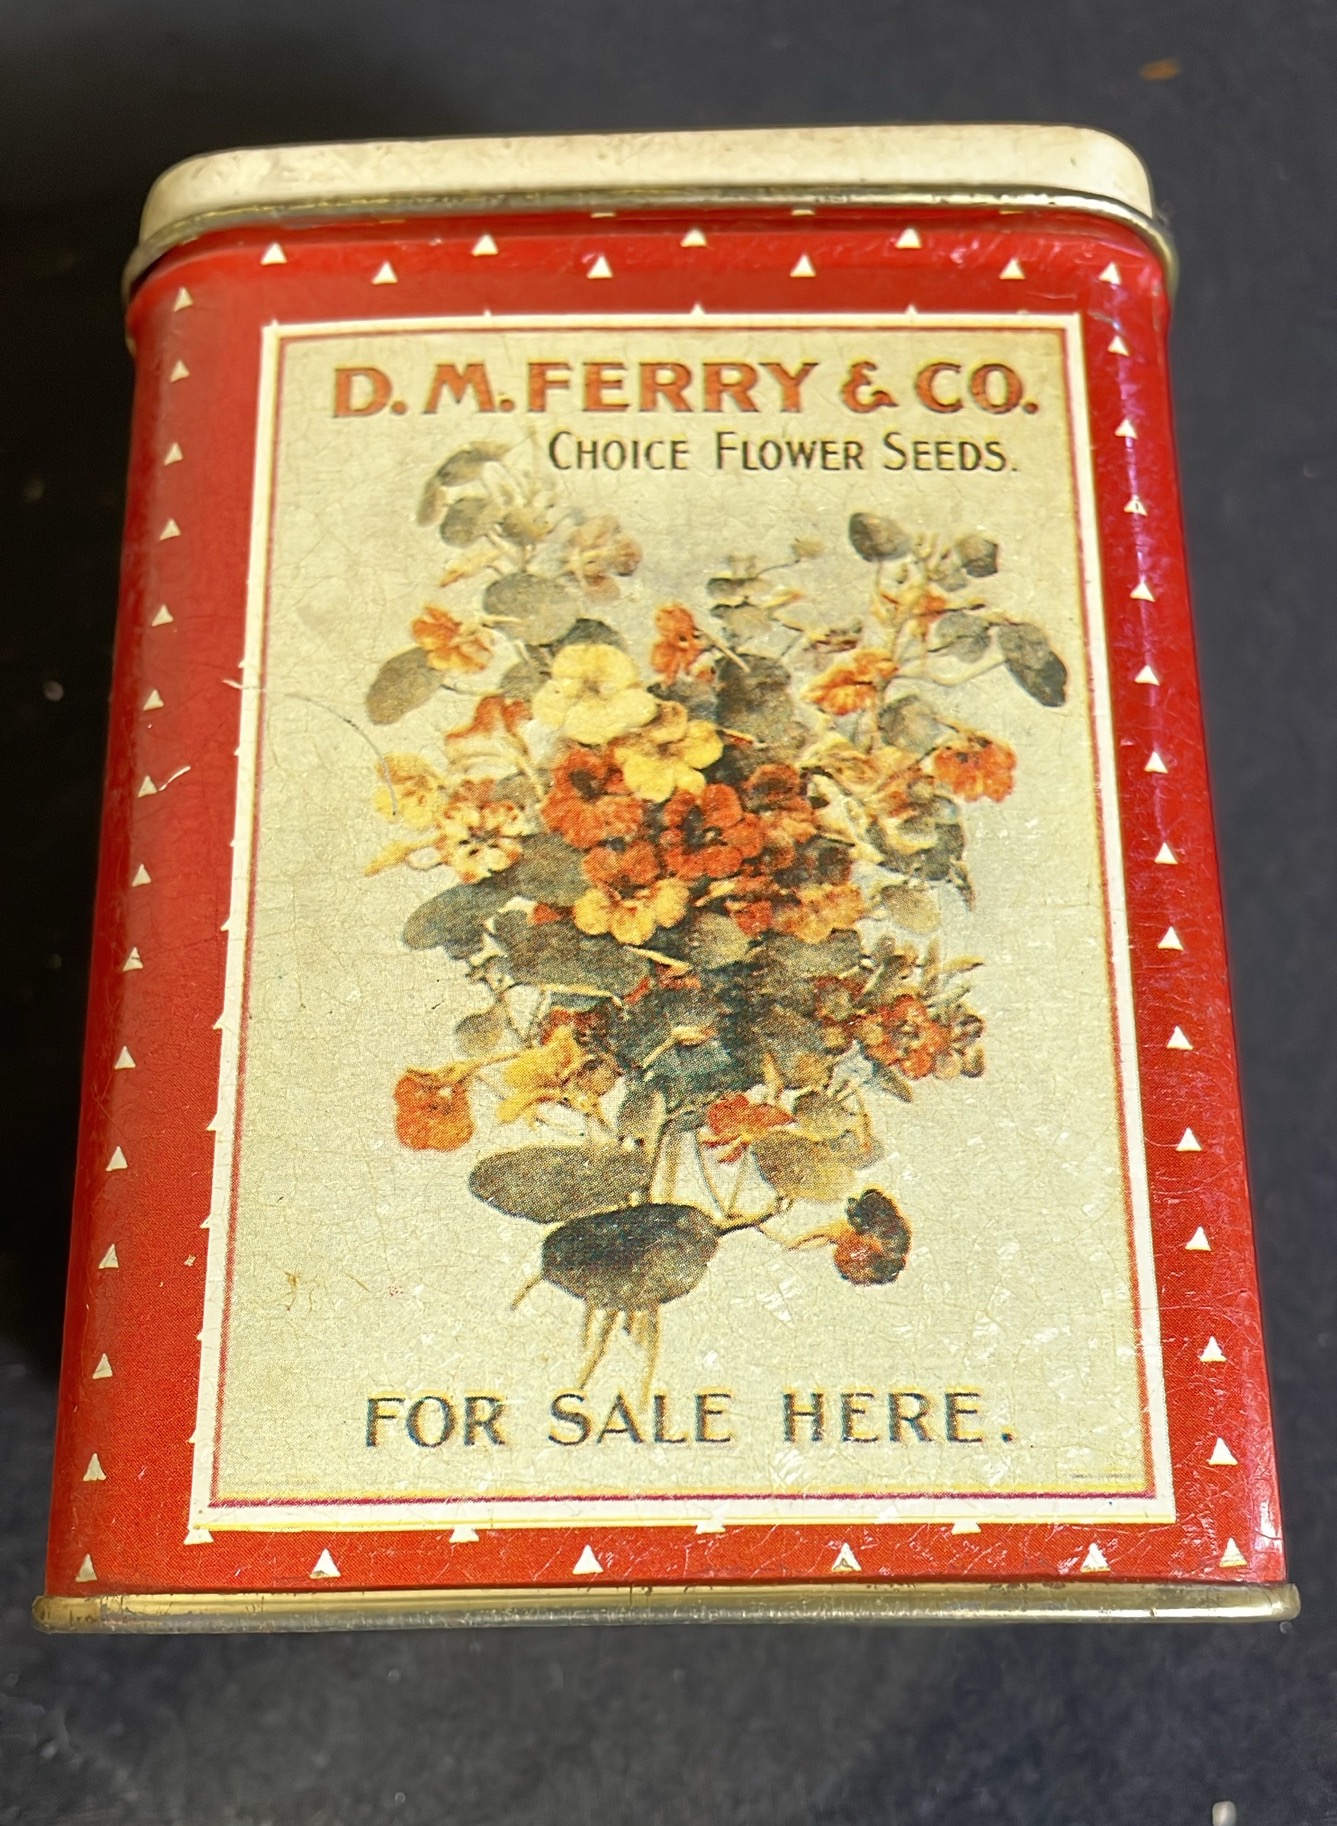 D. M. FERRY & CO.
CHOICE FLOWER SEEDS.
FOR SALE HERE.